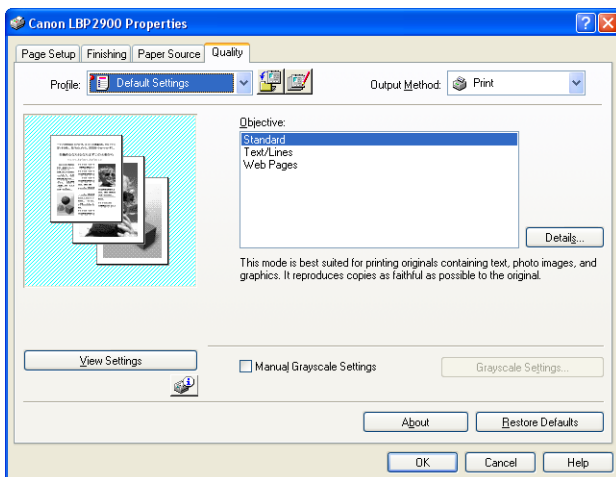 Canon LBP2900 Properties
Page Setup Finishing Paper Source Quality
Profile: Default Settings Output Method: Print
Objective:
Standard
Text/Lines
Web Pages
Details...
This mode is best suited for printing originals containing text, photo images, and
graphics. It reproduces copies as faithful as possible to the original.
View Settings
Manual Grayscale Settings Grayscale Settings...
About Restore Defaults
OK Cancel Help